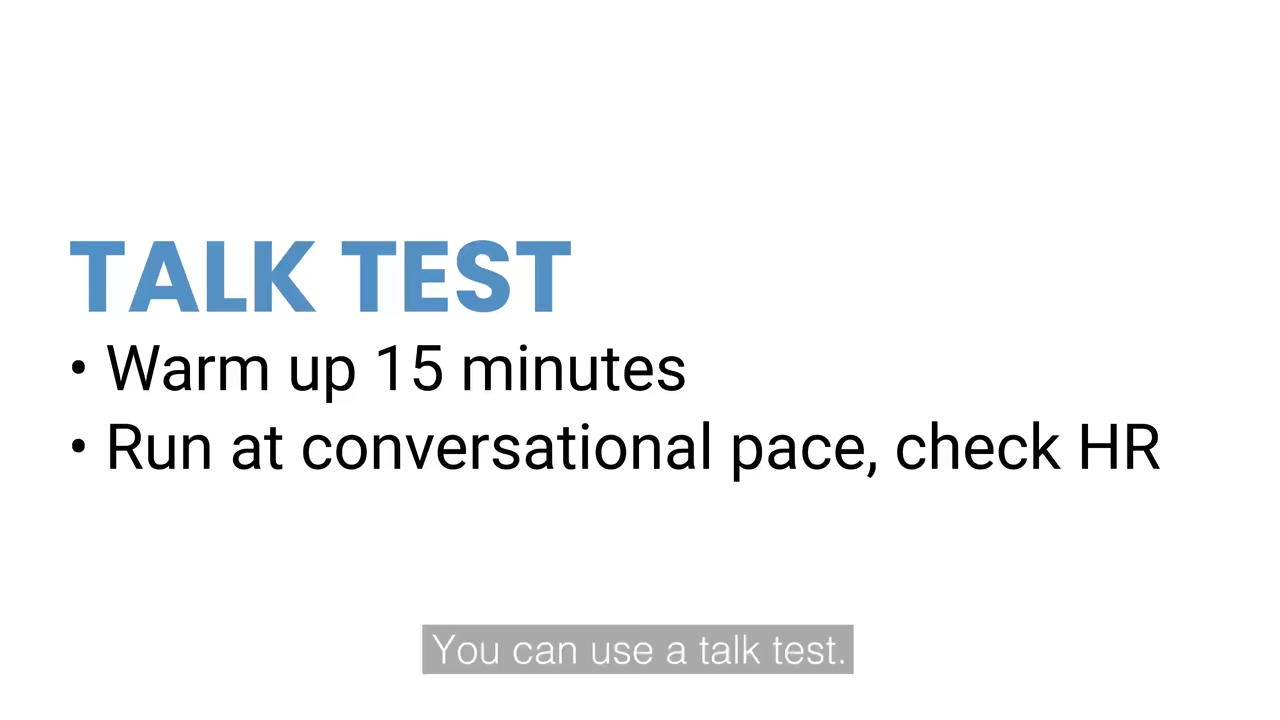 TALK TEST
• Warm up 15 minutes
• Run at conversational pace, check HR
You can use a talk test.